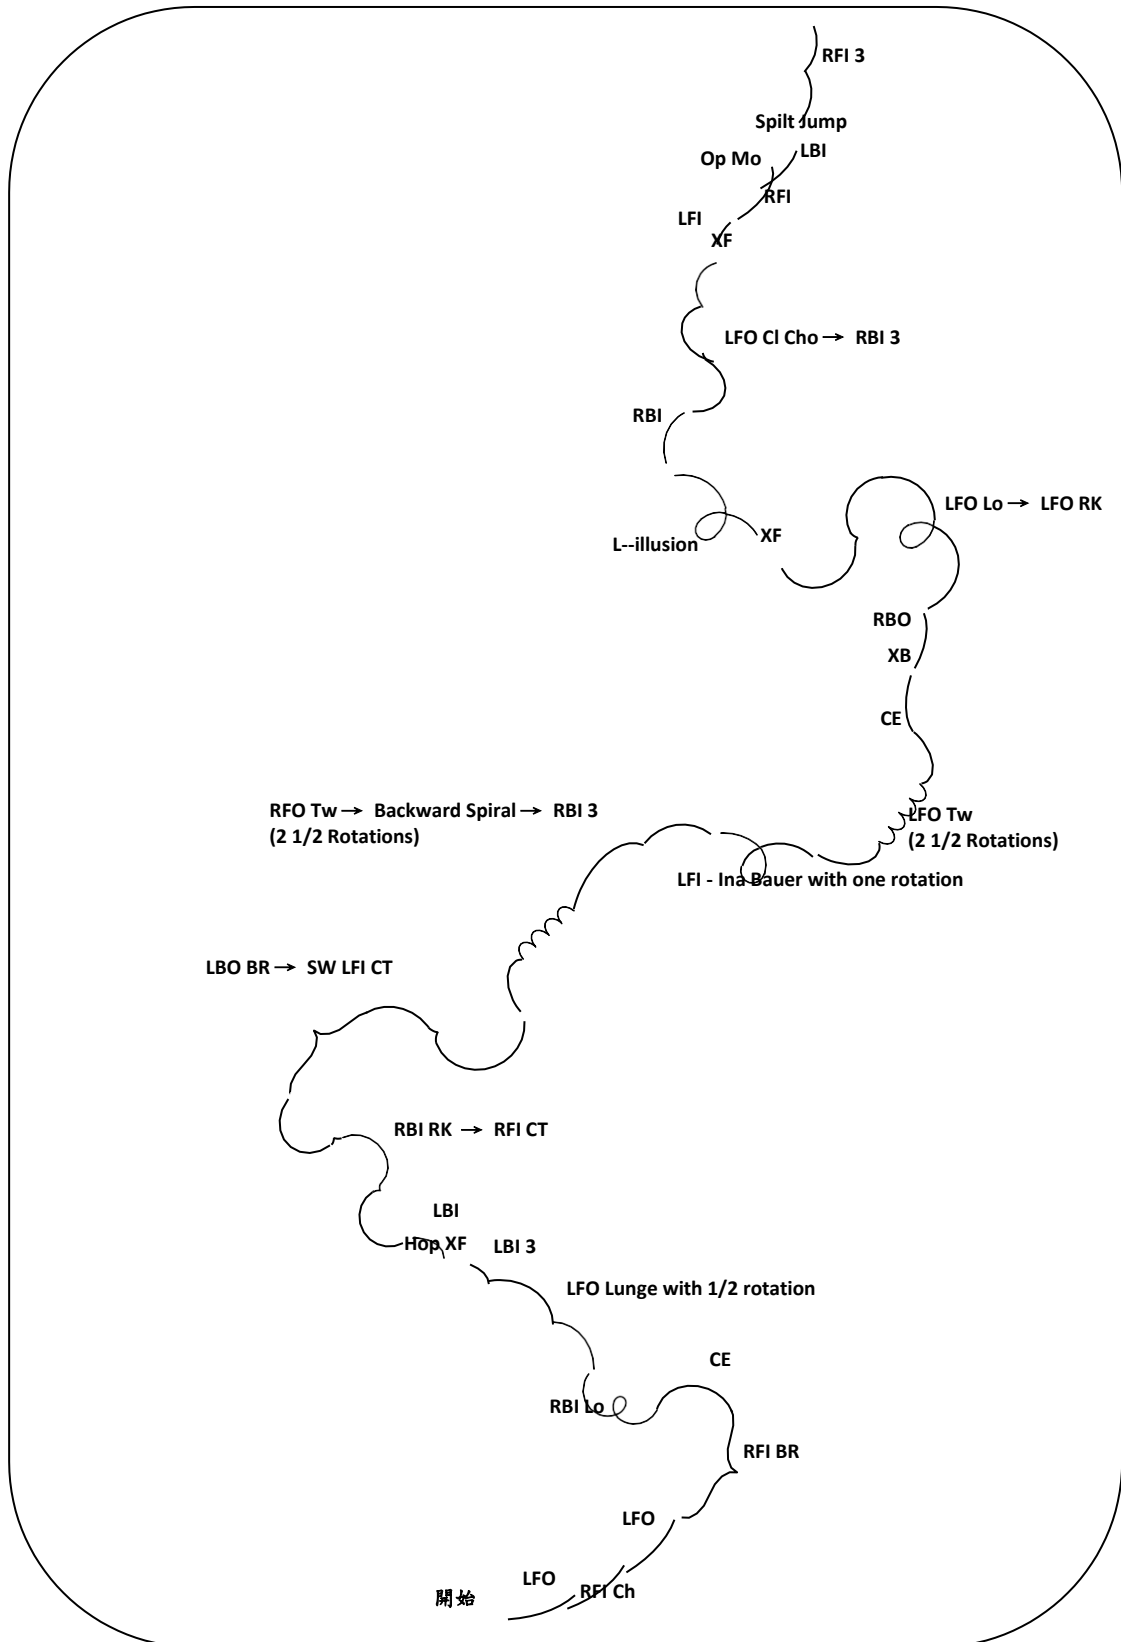 RFI 3
Spilt Jump
LBI
Op Mo
RFI
LFI
XF
LFO Cl Cho → RBI 3
RBI
LFO Lo → LFO RK
XF
L--illusion
RBO
XB
CE
RFO Tw → Backward Spiral → RBI 3
(2 1/2 Rotations)
LFO Tw
(2 1/2 Rotations)
LFI - Ina Bauer with one rotation
LBO BR → SW LFI CT
RBI RK → RFI CT
LBI
Hop XF
LBI 3
LFO Lunge with 1/2 rotation
CE
RBI Lo
RFI BR
LFO
LFO
RFI Ch
開始